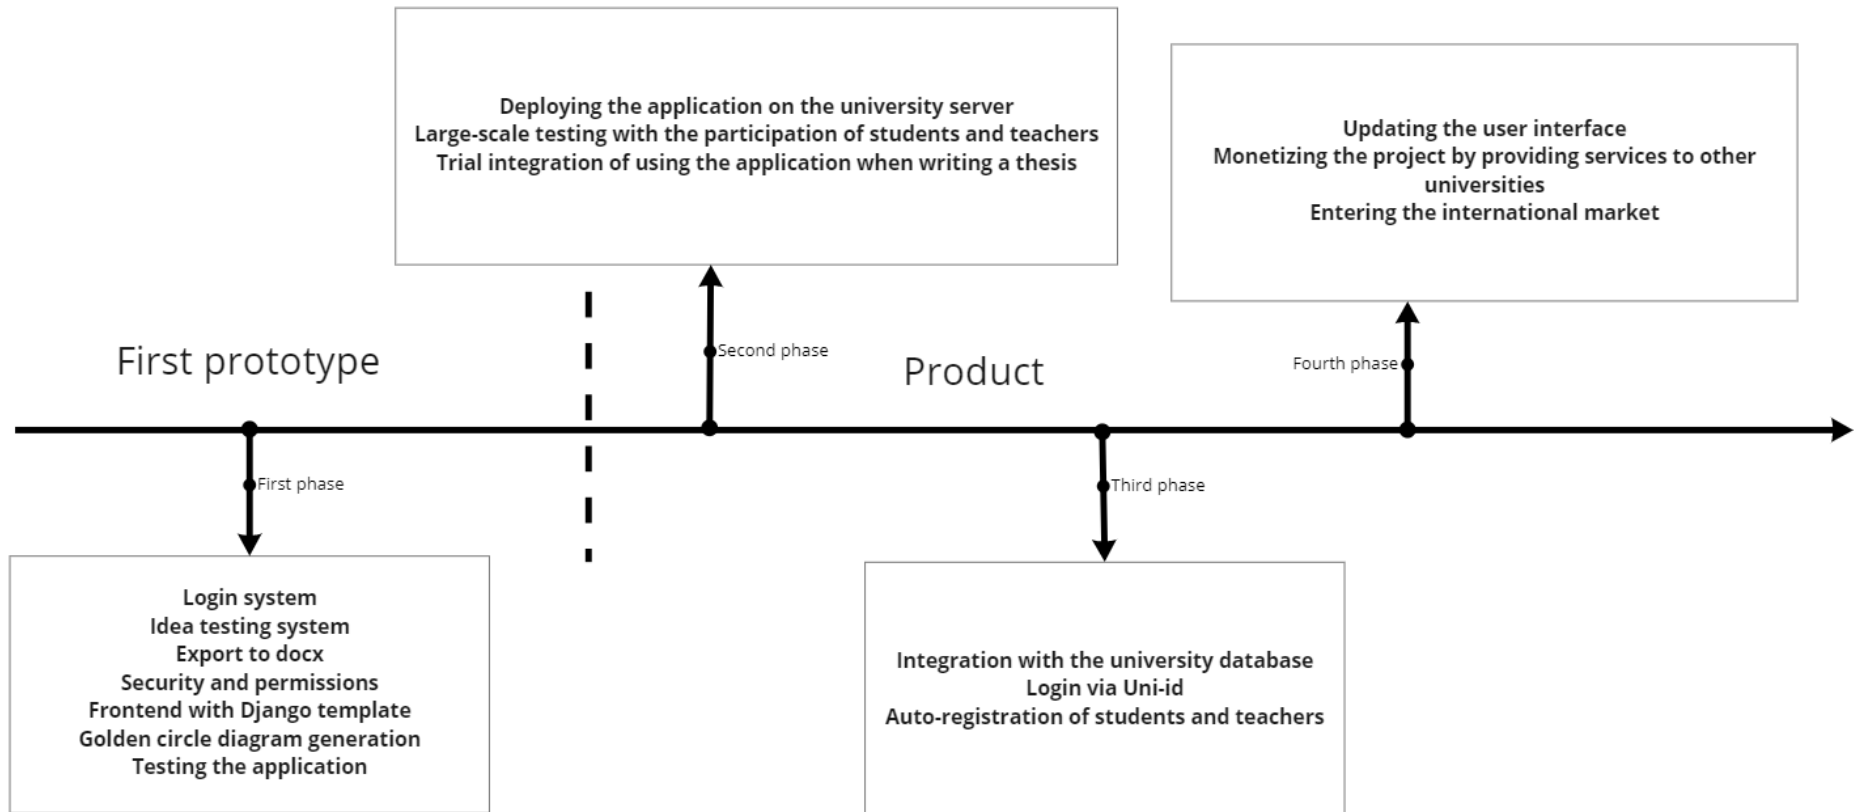 Deploying the application on the university server
Large-scale testing with the participation of students and teachers
Trial integration of using the application when writing a thesis
Updating the user interface
Monetizing the project by providing services to other
universities
Entering the international market
First prototype
Second phase
Product
Fourth phase
First phase
Third phase
Login system
Idea testing system
Export to docx
Security and permissions
Frontend with Django template
Golden circle diagram generation
Testing the application
Integration with the university database
Login via Uni-id
Auto-registration of students and teachers